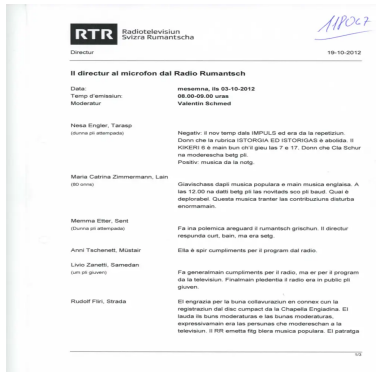 118047
RTR Radiotelevisiun
Svizra Rumantscha
Directur 19-10-2012
Il directur al microfon dal Radio Rumantsch
Data: mesemna, ils 03-10-2012
Temp d'emissiun: 08.00-09.00 uras
Moderatur Valentin Schmed
Nesa Engler, Tarasp
(dunna pli attempada)
Negativ: il nov temp dals IMPULS ed era da la repetiziun.
Donn che la rubrica ISTORGIA ED ISTORIGAS è abolida. Il
KIKERI 6 è main bun ch'il gieu las 7 e 17. Donn che Cla Schur
na moderescha betg pli.
Positiv: musica de la notg.
Maria Catrina Zimmermann, Lain
(60 onns)
Giavischass dapli musica populara e main musica englaisa. A
las 12.00 na datti betg pli las novitads sco pli baud. Quai è
deplorabel. Questa musica tranter las contribuziuns disturba
enormamain.
Memma Etter, Sent
(Dunna pli attempada)
Fa ina polemica areguard il rumantsch grischun. Il directur
respunda curt, bain, ma era setg.
Anni Tschenett, Müstair Ella è spir cumpliments per il program dal radio.
Livio Zanetti, Samedan
(um pli giuven)
Fa generalmain cumpliments per il radio, ma er per il program
da la televisiun. Finalmain pledentia il radio era in public pli
giuven.
Rudolf Flin, Strada El engrazia per la buna collavuraziun en connex cun la
registraziun dal disc cumpact da la Chapella Engiadina. El
lauda ils buns moderaturas e las bunas moderaturas,
expressivamain era las persunas che modereschan a la
televisiun. Il RR emetta fitg blera musica populara. El patratga
1/3